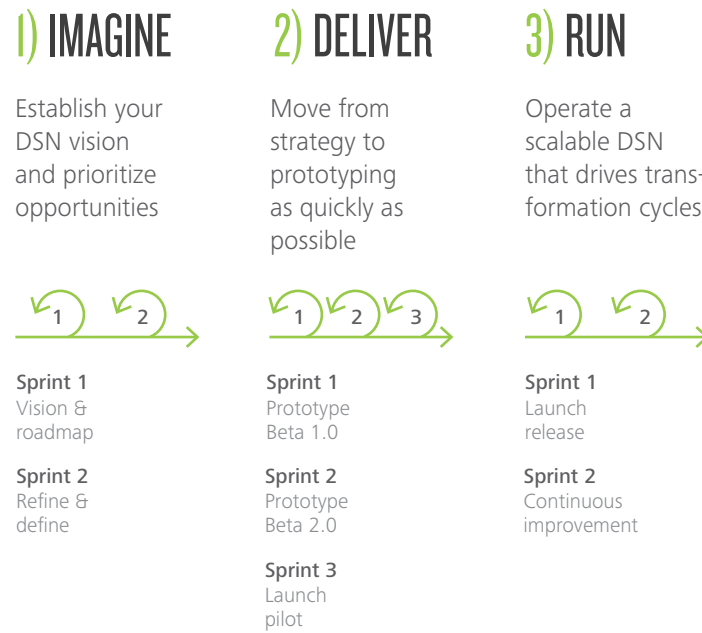 1) IMAGINE
Establish your
DSN vision
and prioritize
opportunities
1 2
Sprint 1
Vision &
roadmap
Sprint 2
Refine &
define
2) DELIVER
Move from
strategy to
prototyping
as quickly as
possible
1 2 3
Sprint 1
Prototype
Beta 1.0
Sprint 2
Prototype
Beta 2.0
Sprint 3
Launch
pilot
3) RUN
Operate a
scalable DSN
that drives trans-
formation cycles
1 2
Sprint 1
Launch
release
Sprint 2
Continuous
improvement